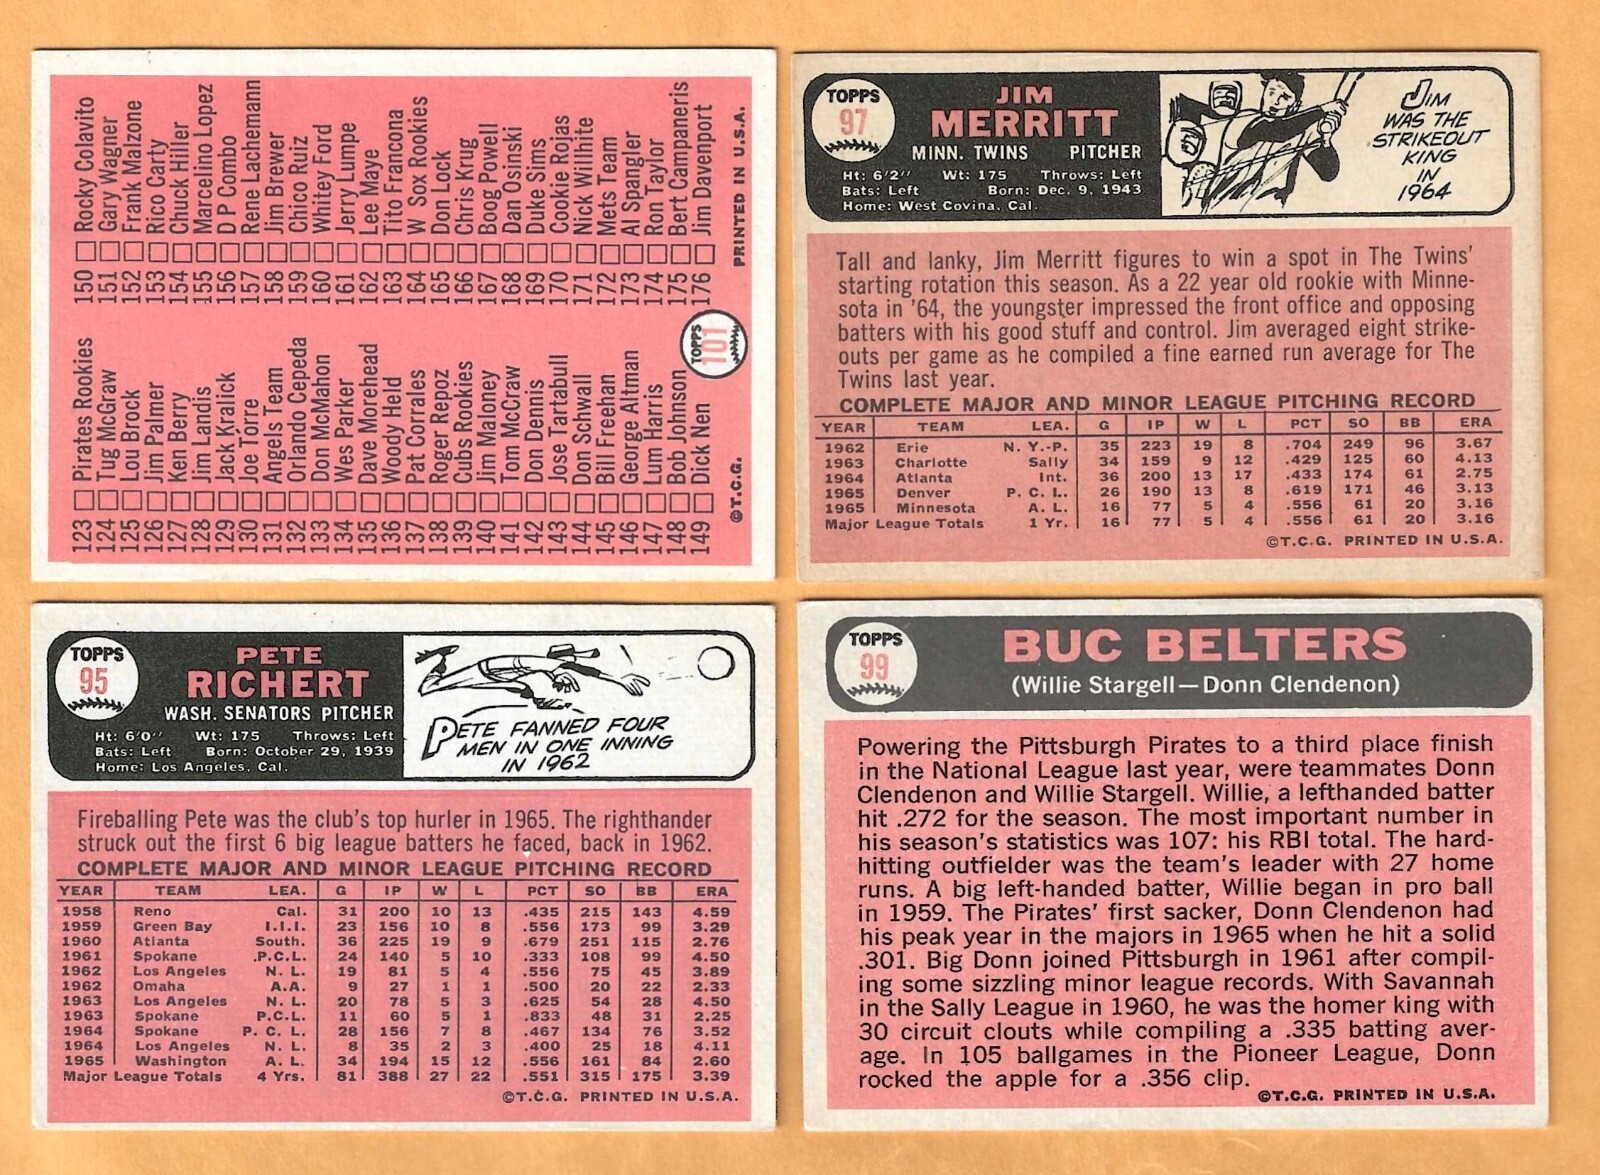 123 Pirates Rookies
124 Tug McGraw
125 Lou Brock
126 Jim Palmer
127 Ken Berry
128 Jim Landis
129 Jack Kralick
130 Joe Torre
131 Angels Team
132 Orlando Cepeda
133 Don McMahon
134 Wes Parker
135 Dave Morehead
136 Woody Held
137 Pat Corrales
138 Roger Repoz
139 Cubs Rookies
140 Jim Maloney
141 Tom McCraw
142 Don Dennis
143 Jose Tartabull
144 Don Schwall
145 Bill Freehan
146 George Altman
147 Lum Harris
148 Bob Johnson
149 Dick Nen
150 Rocky Colavito
151 Gary Wagner
152 Frank Malzone
153 Rico Carty
154 Chuck Hiller
155 Marcelino Lopez
156 D P Combo
157 Rene Lachemann
158 Jim Brewer
159 Chico Ruiz
160 Whitey Ford
161 Jerry Lumpe
162 Lee Maye
163 Tito Francona
164 W Sox Rookies
165 Don Lock
166 Chris Krug
167 Boog Powell
168 Dan Osinski
169 Duke Sims
170 Cookie Rojas
171 Nick Willhite
172 Mets Team
173 Al Spangler
174 Ron Taylor
175 Bert Campaneris
176 Jim Davenport
TOPPS
101
©T.C.G. PRINTED IN U.S.A.
TOPPS
97
JIM
MERRITT
MINN. TWINS PITCHER
Ht: 6'2" Wt: 175 Throws: Left
Bats: Left Born: Dec. 9, 1943
Home: West Covina, Cal.
JIM
WAS THE
STRIKEOUT
KING
IN
1964
Tall and lanky, Jim Merritt figures to win a spot in The Twins'
starting rotation this season. As a 22 year old rookie with Minne-
sota in '64, the youngster impressed the front office and opposing
batters with his good stuff and control. Jim averaged eight strike-
outs per game as he compiled a fine earned run average for The
Twins last year.
COMPLETE MAJOR AND MINOR LEAGUE PITCHING RECORD
YEAR TEAM LEA. G IP W L PCT SO BB ERA
1962 Erie N. Y.-P. 35 223 19 8 .704 249 96 3.67
1963 Charlotte Sally 34 159 9 12 .429 125 60 4.13
1964 Atlanta Int. 36 200 13 17 .433 174 61 2.75
1965 Denver P. C. L. 26 190 13 8 .619 171 46 3.13
1965 Minnesota A. L. 16 77 5 4 .556 61 20 3.16
Major League Totals 1 Yr. 16 77 5 4 .556 61 20 3.16
©T.C.G. PRINTED IN U.S.A.
TOPPS
95
PETE
RICHERT
WASH. SENATORS PITCHER
Ht: 6'0" Wt: 175 Throws: Left
Bats: Left Born: October 29, 1939
Home: Los Angeles, Cal.
PETE FANNED FOUR
MEN IN ONE INNING
IN 1962
Fireballing Pete was the club's top hurler in 1965. The righthander
struck out the first 6 big league batters he faced, back in 1962.
COMPLETE MAJOR AND MINOR LEAGUE PITCHING RECORD
YEAR TEAM LEA. G IP W L PCT SO BB ERA
1958 Reno Cal. 31 200 10 13 .435 215 143 4.59
1959 Green Bay I.I.I. 23 156 10 8 .556 173 99 3.29
1960 Atlanta South. 36 225 19 9 .679 251 115 2.76
1961 Spokane .P.C.L. 24 140 5 10 .333 108 99 4.50
1962 Los Angeles N. L. 19 81 5 4 .556 75 45 3.89
1962 Omaha A.A. 9 27 1 1 .500 20 22 2.33
1963 Los Angeles N. L. 20 78 5 3 .625 54 28 4.50
1963 Spokane P.C.L. 11 60 5 1 .833 48 31 2.25
1964 Spokane P. C. L. 28 156 7 8 .467 134 76 3.52
1964 Los Angeles N. L. 8 35 2 3 .400 25 18 4.11
1965 Washington A. L. 34 194 15 12 .556 161 84 2.60
Major League Totals 4 Yrs. 81 388 27 22 .551 315 175 3.39
©T.C.G. PRINTED IN U.S.A.
TOPPS
99
BUC BELTERS
(Willie Stargell—Donn Clendenon)
Powering the Pittsburgh Pirates to a third place finish
in the National League last year, were teammates Donn
Clendenon and Willie Stargell. Willie, a lefthanded batter
hit .272 for the season. The most important number in
his season's statistics was 107: his RBI total. The hard-
hitting outfielder was the team's leader with 27 home
runs. A big left-handed batter, Willie began in pro ball
in 1959. The Pirates' first sacker, Donn Clendenon had
his peak year in the majors in 1965 when he hit a solid
.301. Big Donn joined Pittsburgh in 1961 after compil-
ing some sizzling minor league records. With Savannah
in the Sally League in 1960, he was the homer king with
30 circuit clouts while compiling a .335 batting aver-
age. In 105 ballgames in the Pioneer League, Donn
rocked the apple for a .356 clip.
©T.C.G. PRINTED IN U.S.A.